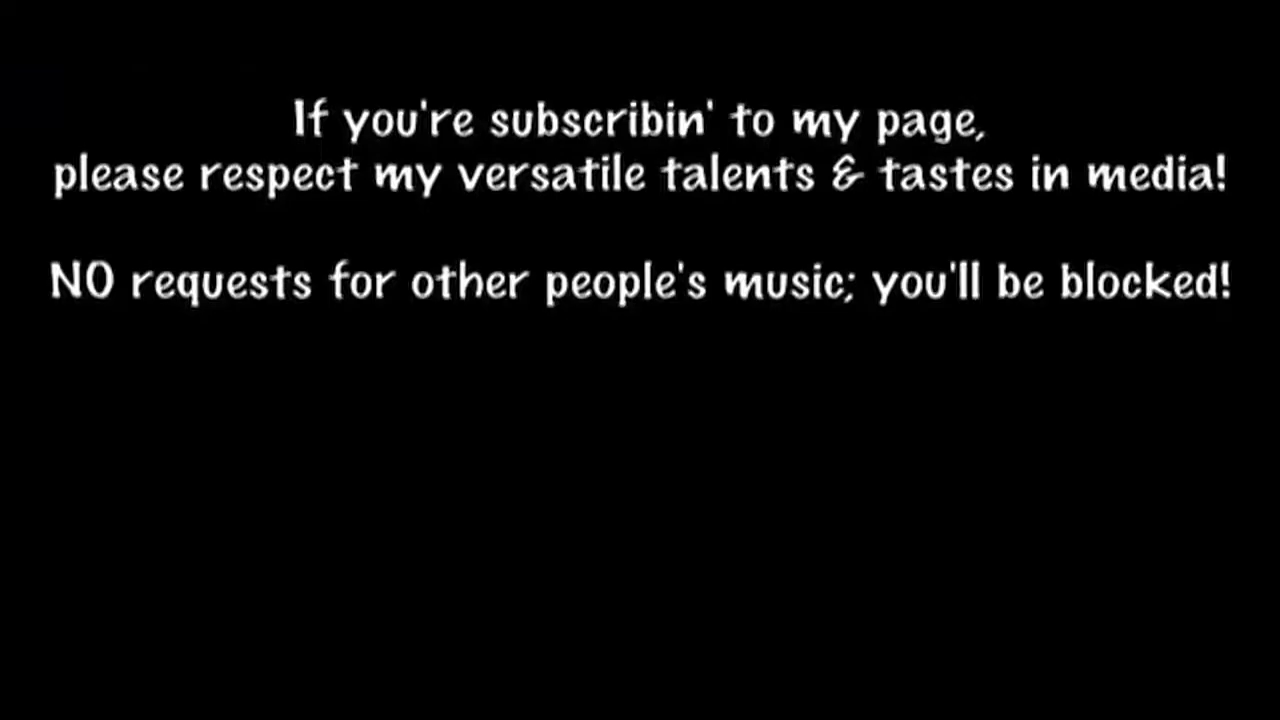 If you're subscribin' to my page,
please respect my versatile talents & tastes in media!
NO requests for other people's music; you'll be blocked!